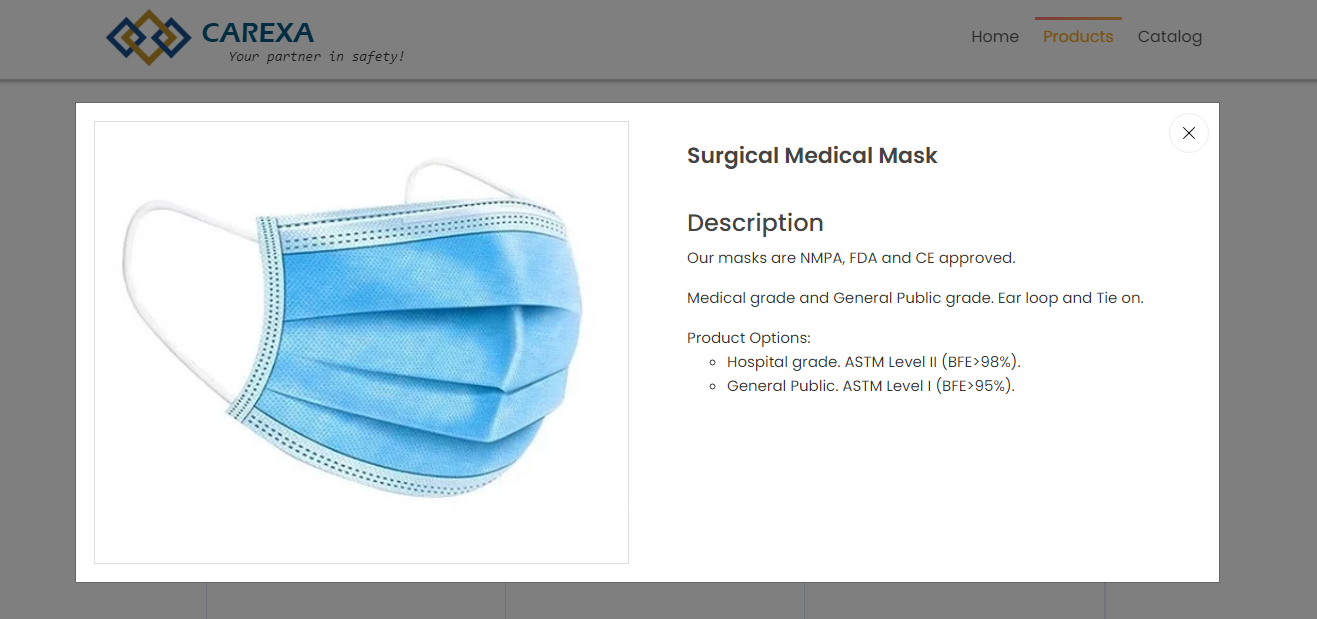 CAREXA
Your partner in safety!
Home
Products
Catalog
Surgical Medical Mask
Description
Our masks are NMPA, FDA and CE approved.
Medical grade and General Public grade. Ear loop and Tie on.
Product Options:
Hospital grade. ASTM Level II (BFE>98%).
General Public. ASTM Level I (BFE>95%).